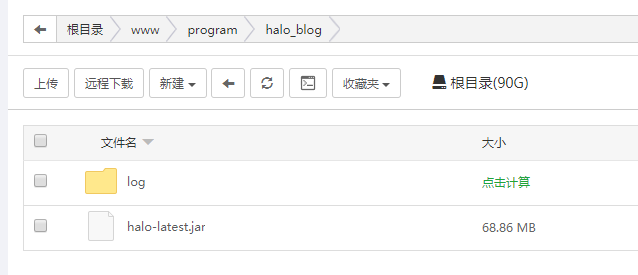 根目录 www program halo_blog
上传 远程下载 新建 收藏夹 根目录(90G)
文件名 大小
log 点击计算
halo-latest.jar 68.86 MB